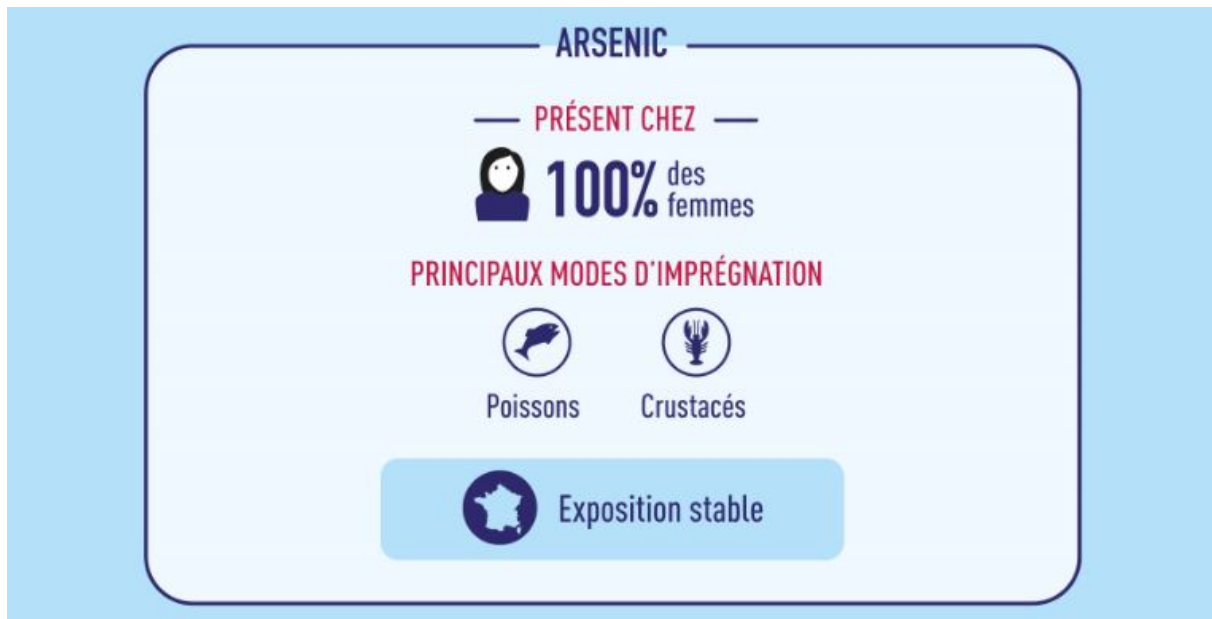 ARSENIC
PRÉSENT CHEZ
100% des
femmes
PRINCIPAUX MODES D'IMPRÉGNATION
Poissons Crustacés
Exposition stable